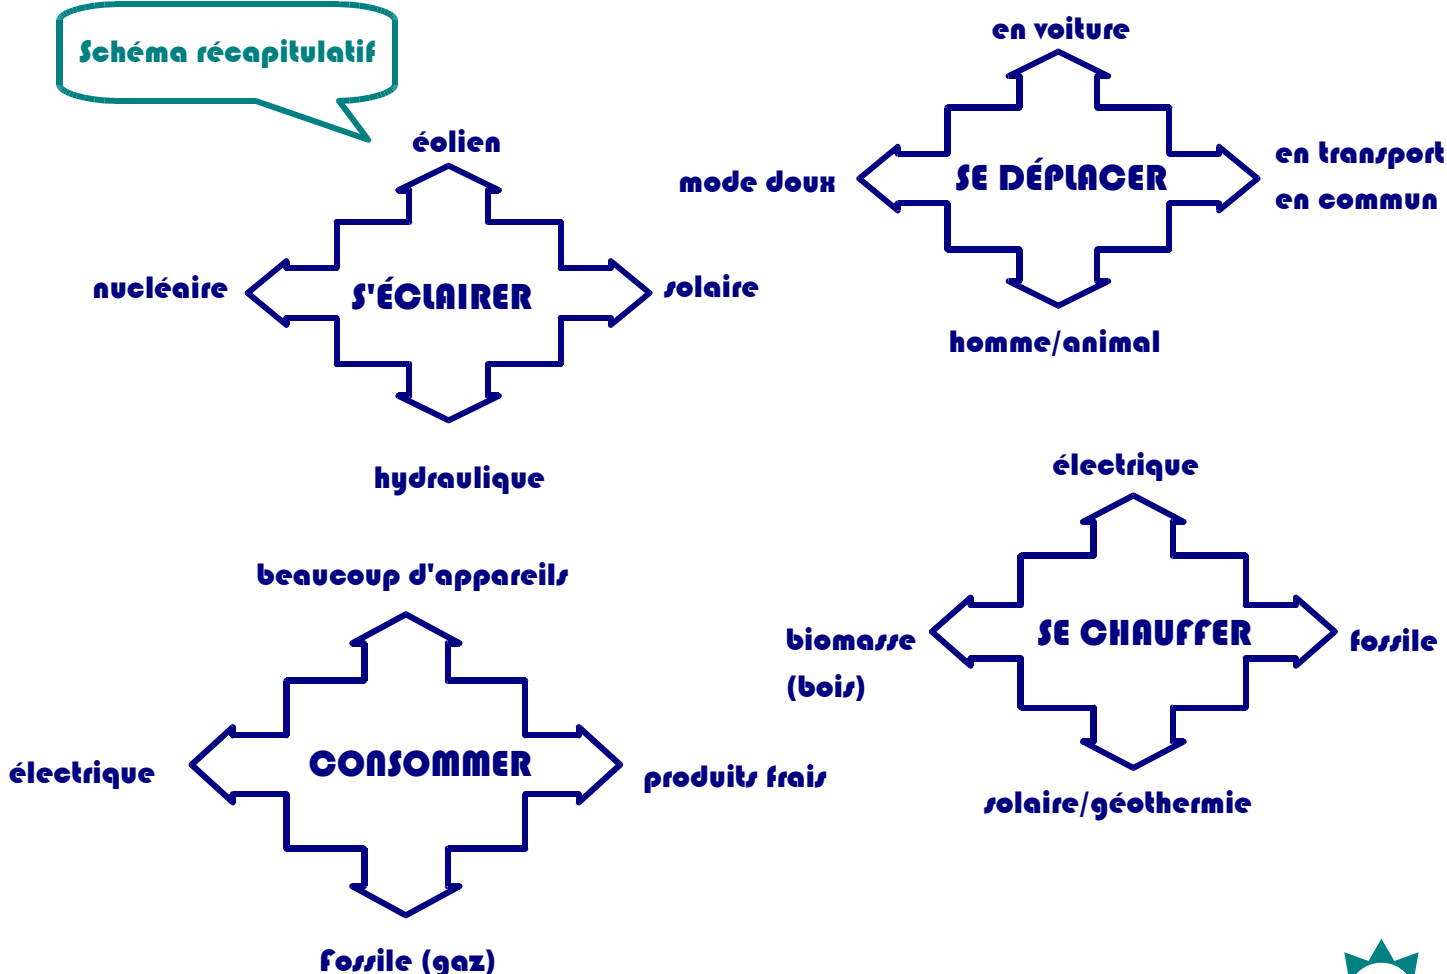 Schéma récapitulatif
éolien
nucléaire
S'ÉCLAIRER
solaire
hydraulique
en voiture
mode doux
SE DÉPLACER
en transport
en commun
homme/animal
beaucoup d'appareils
électrique
CONSOMMER
produits frais
Fossile (gaz)
électrique
biomasse
(bois)
SE CHAUFFER
fossile
solaire/géothermie